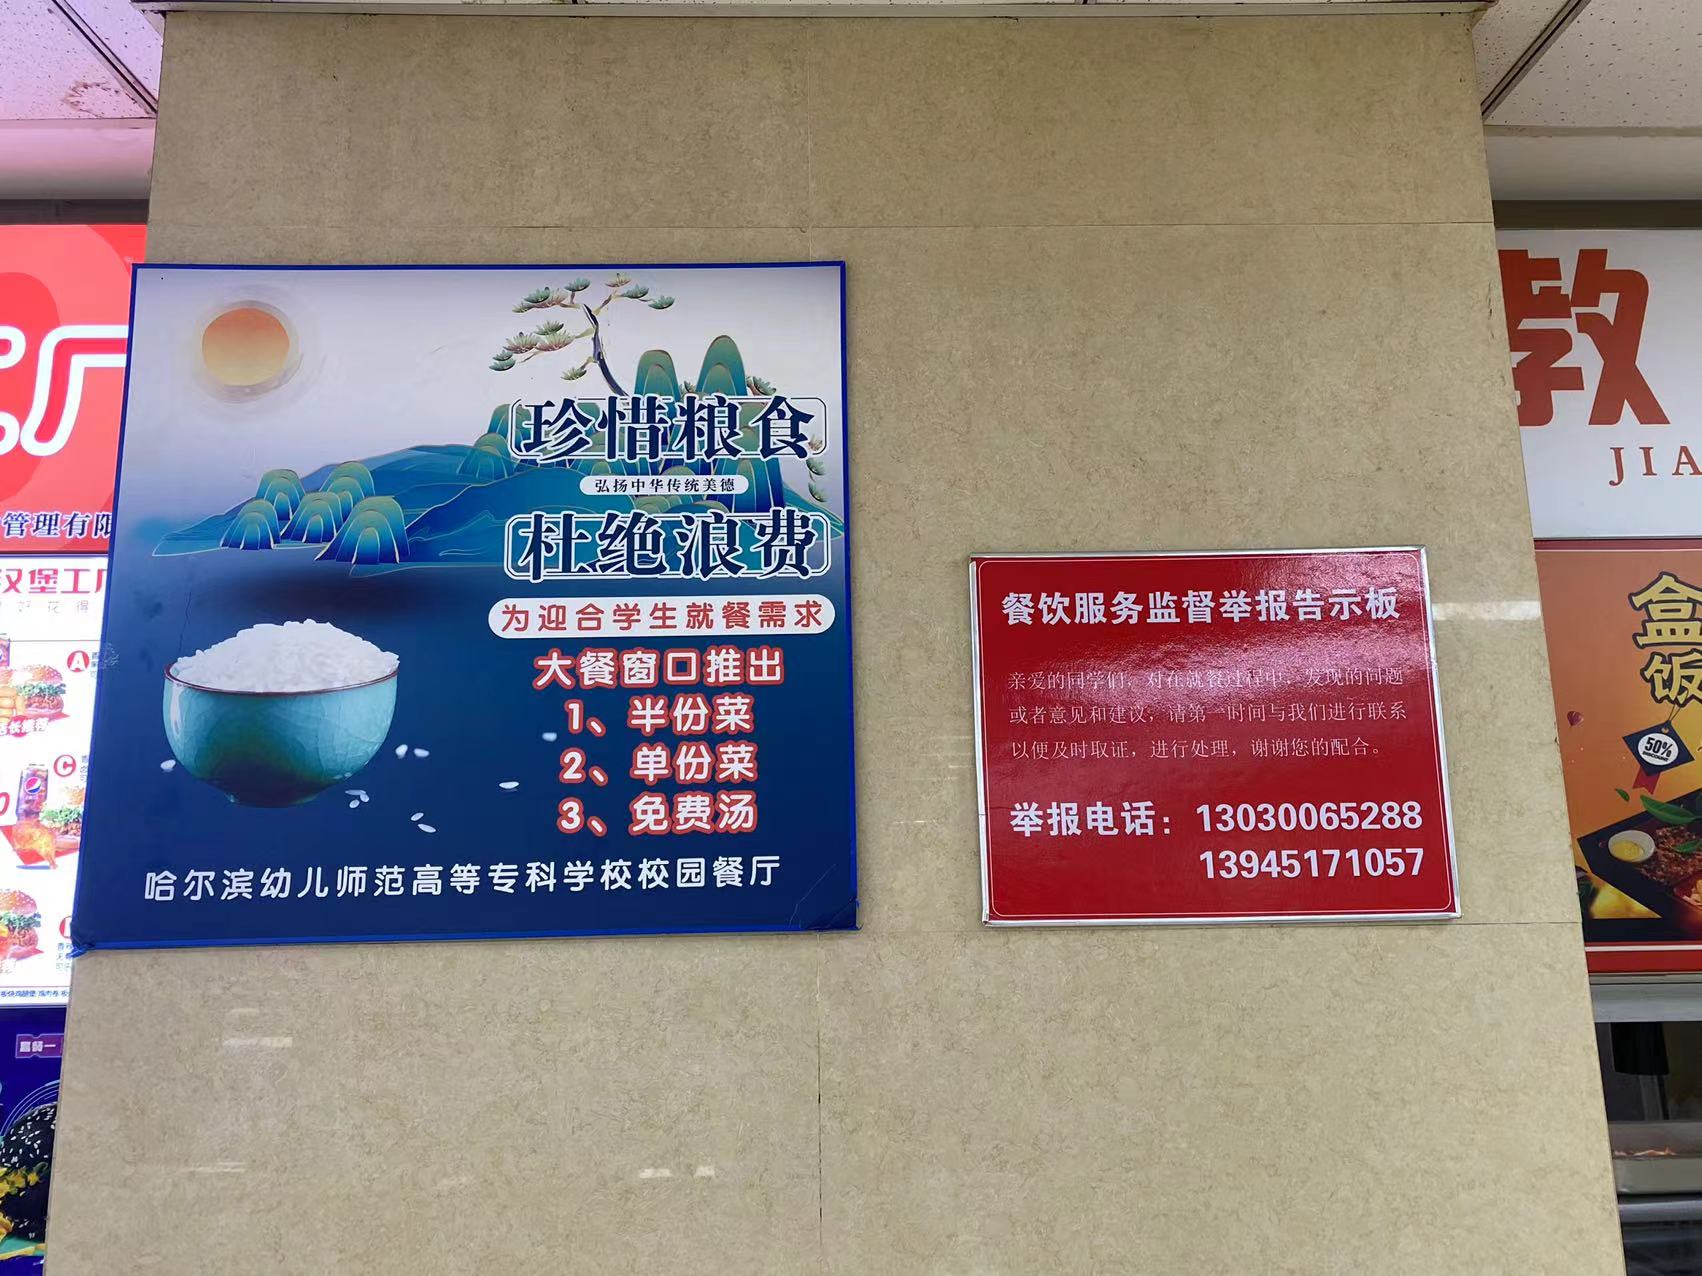 珍惜粮食
弘扬中华传统美德
杜绝浪费
为迎合学生就餐需求
大餐窗口推出
1、半份菜
2、单份菜
3、免费汤
哈尔滨幼儿师范高等专科学校校园餐厅
餐饮服务监督举报告示板
亲爱的同学们，对在就餐过程中，发现的问题
或者意见和建议，请第一时间与我们进行联系
以便及时取证，进行处理，谢谢您的配合。
举报电话：13030065288
13945171057
厂
管理有限
汉堡工厂
好花得
A
C
教
JIA
盒
饭
50%